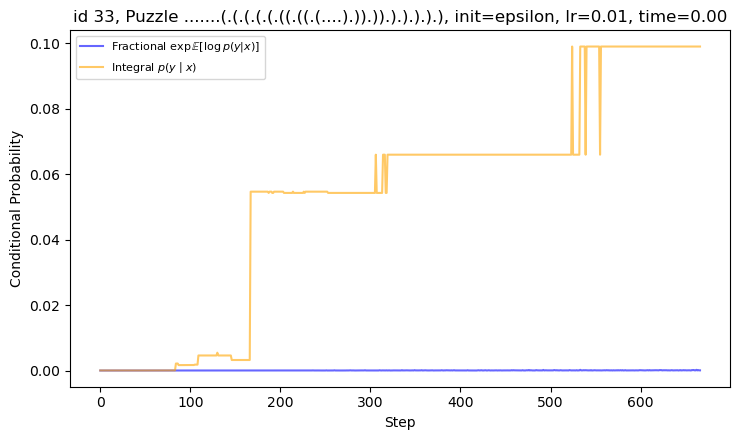 id 33, Puzzle .......(.(.(.(.(.((.((.(....).)).)).).).).).), init=epsilon, lr=0.01, time=0.00
Fractional exp𝔼[log p(y|x)]
Integral p(y | x)
Conditional Probability
0.10
0.08
0.06
0.04
0.02
0.00
0 100 200 300 400 500 600
Step